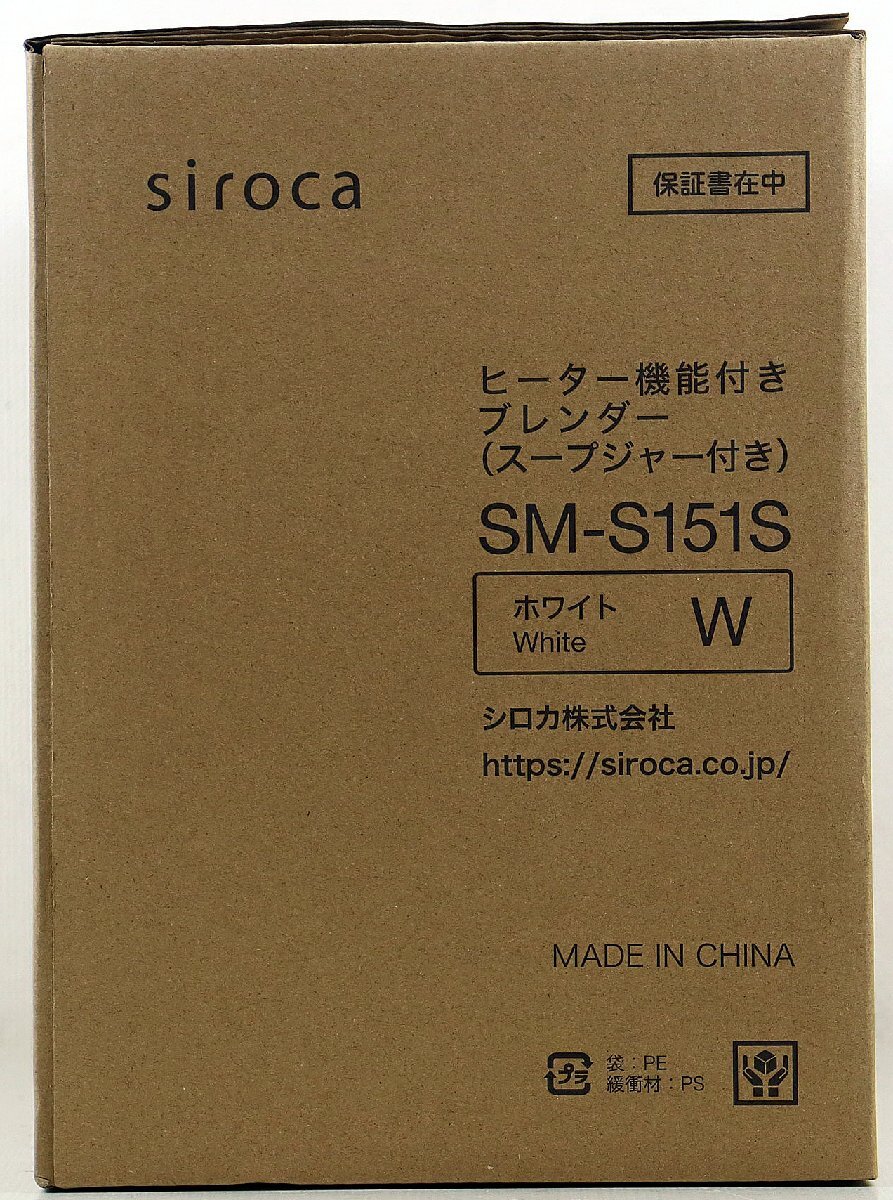 siroca
保証書在中
ヒーター機能付き
ブレンダー
(スープジャー付き)
SM-S151S
ホワイト
White
W
シロカ株式会社
https://siroca.co.jp/
MADE IN CHINA
プラ
袋:PE
緩衝材:PS